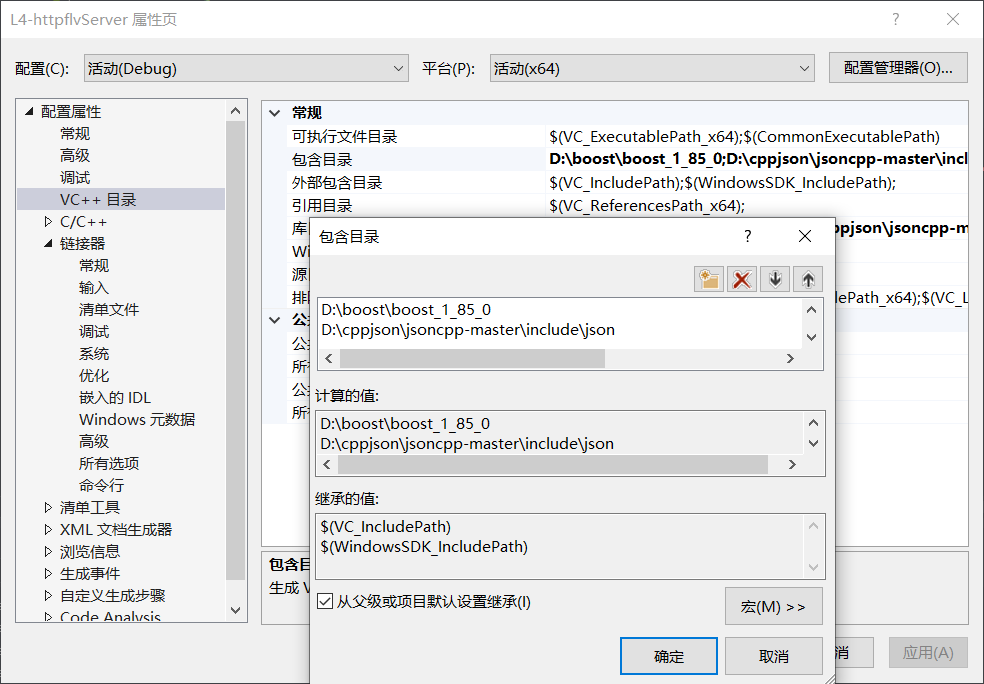 L4-httpflvServer 属性页
配置(C): 活动(Debug) 平台(P): 活动(x64) 配置管理器(O)...
配置属性
常规
高级
调试
VC++ 目录
C/C++
链接器
常规
输入
清单文件
调试
系统
优化
嵌入的 IDL
Windows 元数据
高级
所有选项
命令行
清单工具
XML 文档生成器
浏览信息
生成事件
自定义生成步骤
Code Analysis
常规
可执行文件目录 $(VC_ExecutablePath_x64);$(CommonExecutablePath)
包含目录 D:\boost\boost_1_85_0;D:\cppjson\jsoncpp-master\incl
外部包含目录 $(VC_IncludePath);$(WindowsSDK_IncludePath);
引用目录 $(VC_ReferencesPath_x64);
库 ppjson\jsoncpp-m
Wi
源
排 ePath_x64);$(VC_L
公
公
所
公
所
包含目
生成 V
包含目录
D:\boost\boost_1_85_0
D:\cppjson\jsoncpp-master\include\json
计算的值:
D:\boost\boost_1_85_0
D:\cppjson\jsoncpp-master\include\json
继承的值:
$(VC_IncludePath)
$(WindowsSDK_IncludePath)
从父级或项目默认设置继承(I)
宏(M) >>
确定 取消
消 应用(A)